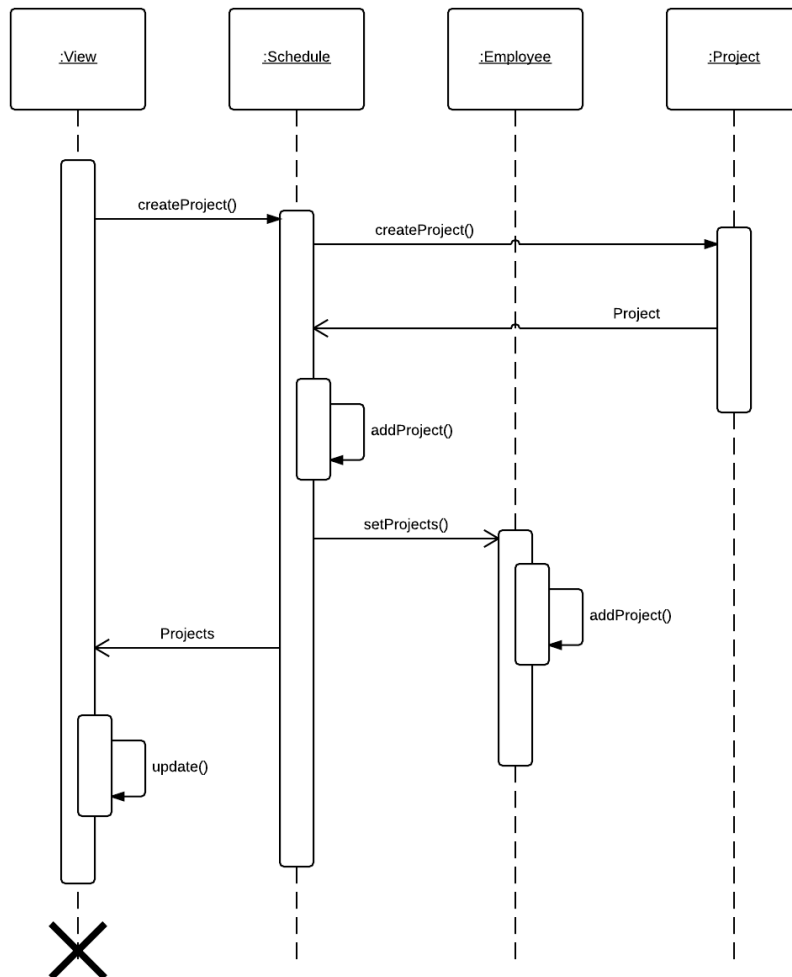 :View
:Schedule
:Employee
:Project
createProject()
createProject()
Project
addProject()
setProjects()
addProject()
Projects
update()